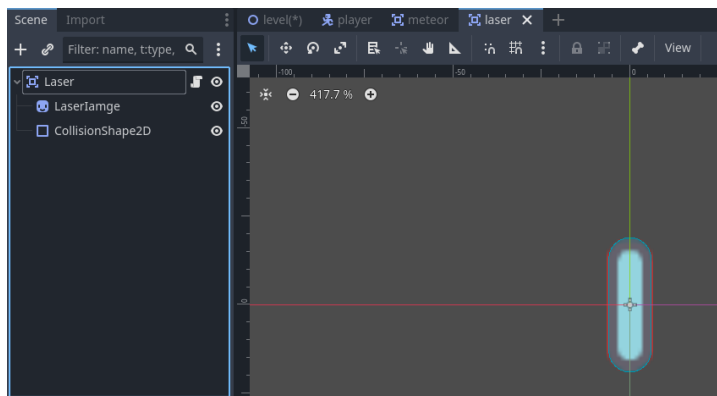 Scene Import
level(*) player meteor laser
Filter: name, t:type,
View
Laser
LaserIamge
CollisionShape2D
-100 -50 0
417.7 %
-50
0